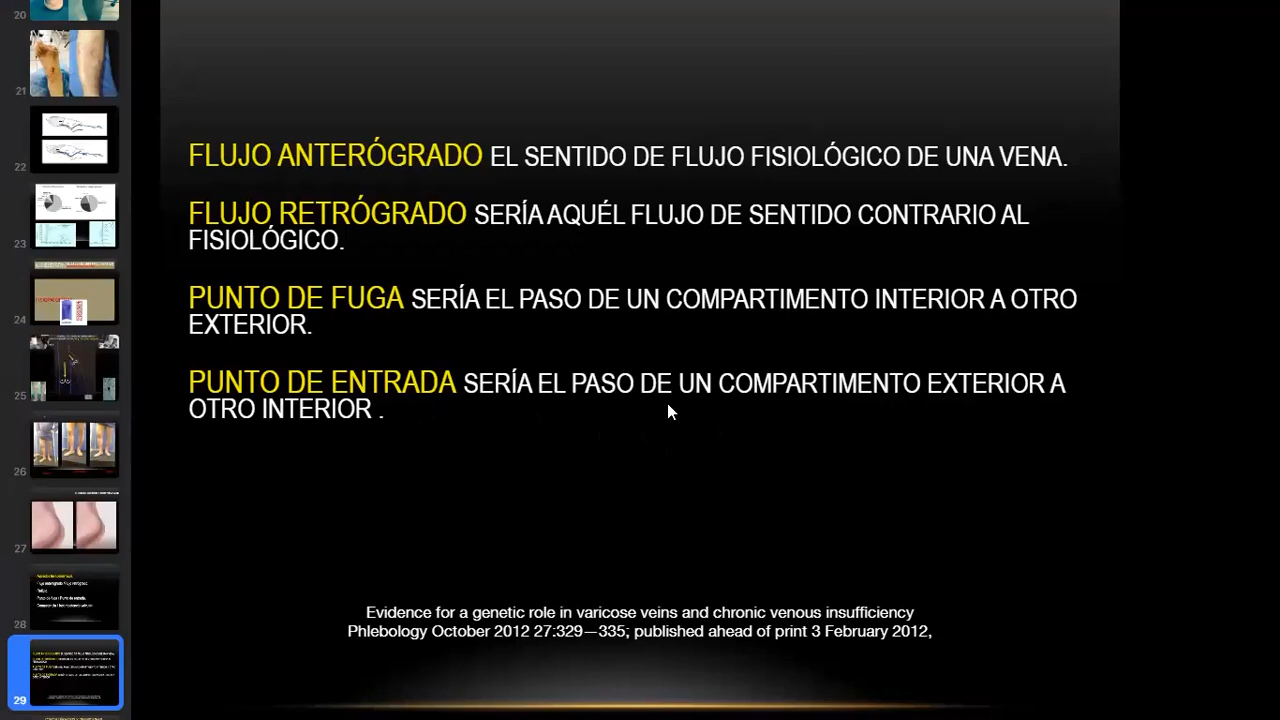 FLUJO ANTERÓGRADO EL SENTIDO DE FLUJO FISIOLÓGICO DE UNA VENA.
FLUJO RETRÓGRADO SERÍA AQUÉL FLUJO DE SENTIDO CONTRARIO AL
FISIOLÓGICO.
PUNTO DE FUGA SERÍA EL PASO DE UN COMPARTIMENTO INTERIOR A OTRO
EXTERIOR.
PUNTO DE ENTRADA SERÍA EL PASO DE UN COMPARTIMENTO EXTERIOR A
OTRO INTERIOR .
Evidence for a genetic role in varicose veins and chronic venous insufficiency
Phlebology October 2012 27:329—335; published ahead of print 3 February 2012,
20
21
22
23
24
25
26
27
28
29